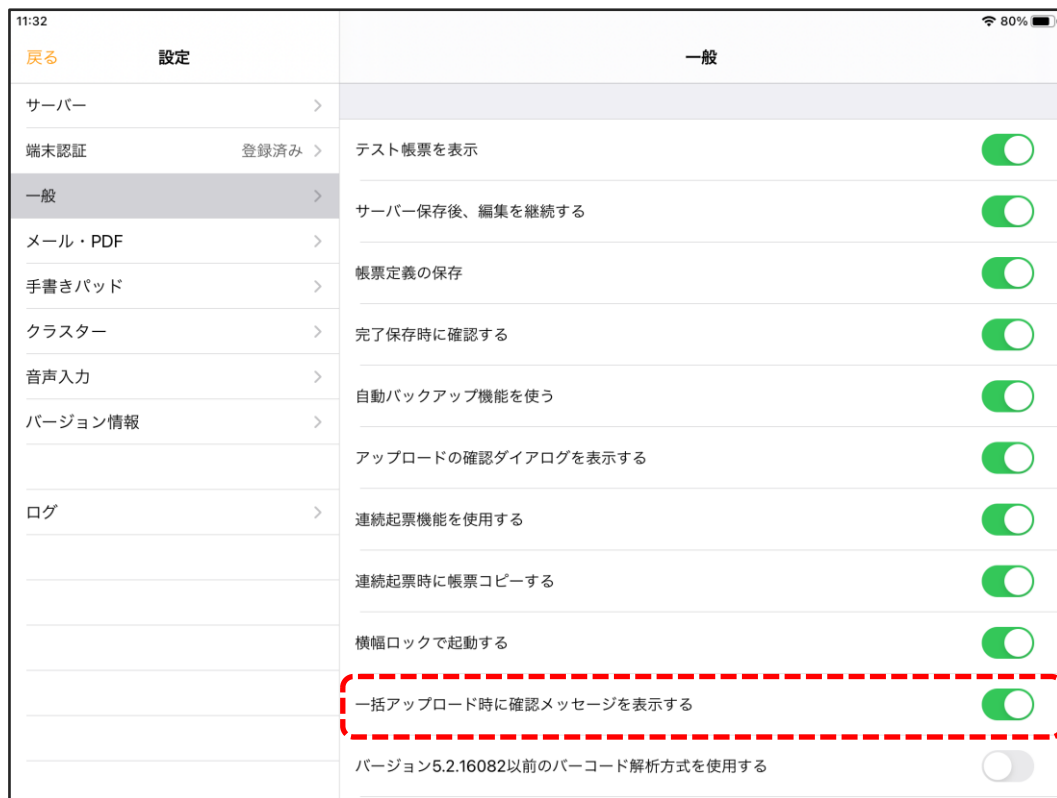 11:32
80%
戻る
設定
一般
サーバー
端末認証 登録済み
一般
メール・PDF
手書きパッド
クラスター
音声入力
バージョン情報
ログ
テスト帳票を表示
サーバー保存後、編集を継続する
帳票定義の保存
完了保存時に確認する
自動バックアップ機能を使う
アップロードの確認ダイアログを表示する
連続起票機能を使用する
連続起票時に帳票コピーする
横幅ロックで起動する
一括アップロード時に確認メッセージを表示する
バージョン5.2.16082以前のバーコード解析方式を使用する